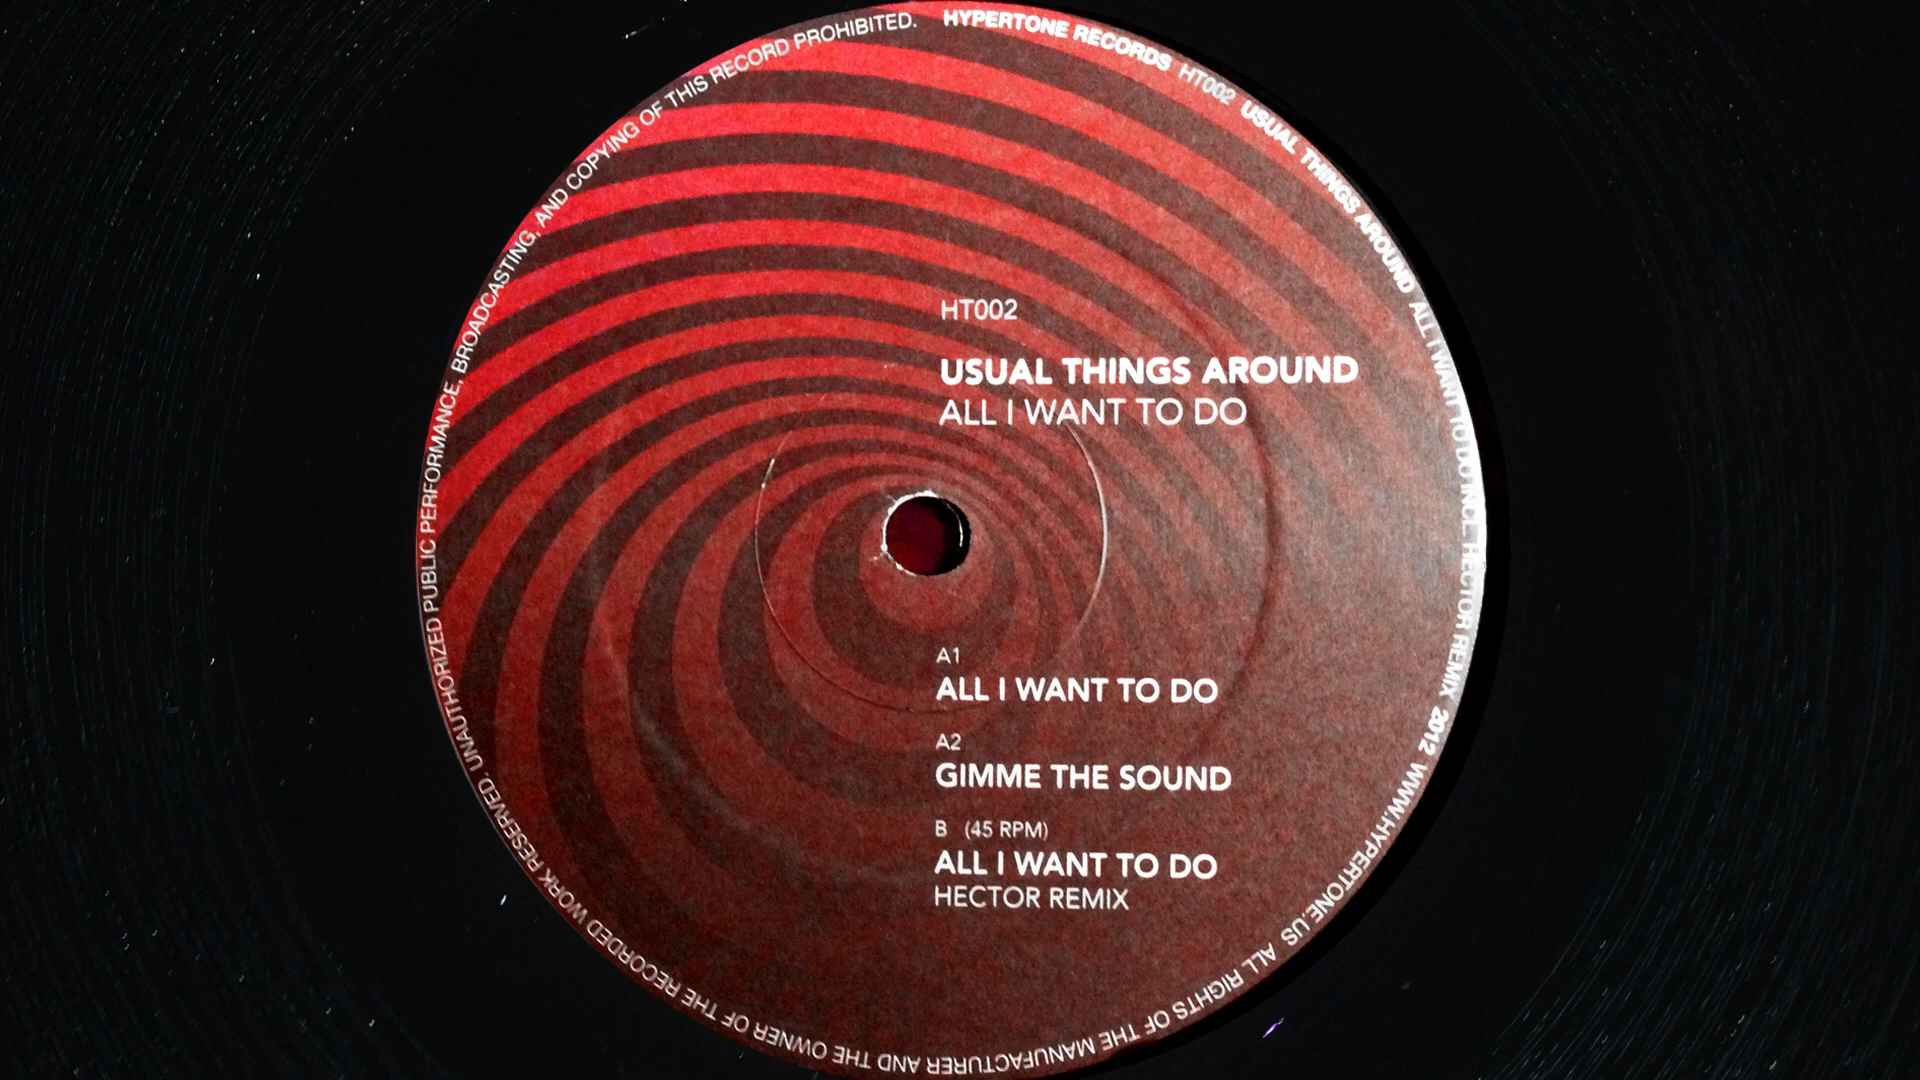 HYPERTONE RECORDS HT002 USUAL THINGS AROUND ALL I WANT TO DO INCL. HECTOR REMIX 2012 WWW.HYPERTONE.US ALL RIGHTS OF THE MANUFACTURER AND THE OWNER OF THE RECORDED WORK RESERVED. UNAUTHORIZED PUBLIC PERFORMANCE, BROADCASTING, AND COPYING OF THIS RECORD PROHIBITED.
HT002
USUAL THINGS AROUND
ALL I WANT TO DO
A1
ALL I WANT TO DO
A2
GIMME THE SOUND
B (45 RPM)
ALL I WANT TO DO
HECTOR REMIX